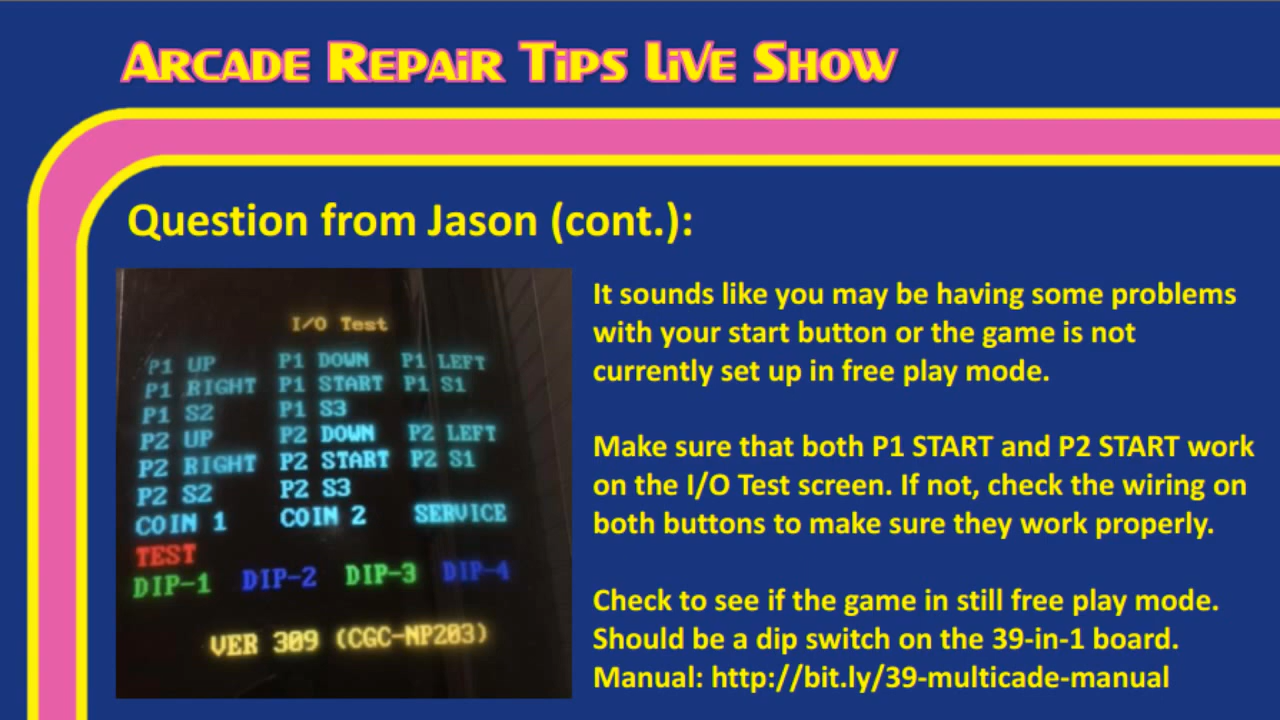 Arcade Repair Tips Live Show
Question from Jason (cont.):
I/O Test
P1 UP P1 DOWN P1 LEFT
P1 RIGHT P1 START P1 S1
P1 S2 P1 S3
P2 UP P2 DOWN P2 LEFT
P2 RIGHT P2 START P2 S1
P2 S2 P2 S3
COIN 1 COIN 2 SERVICE
TEST
DIP-1 DIP-2 DIP-3 DIP-4
VER 309 (CGC-NP203)
It sounds like you may be having some problems
with your start button or the game is not
currently set up in free play mode.
Make sure that both P1 START and P2 START work
on the I/O Test screen. If not, check the wiring on
both buttons to make sure they work properly.
Check to see if the game in still free play mode.
Should be a dip switch on the 39-in-1 board.
Manual: http://bit.ly/39-multicade-manual